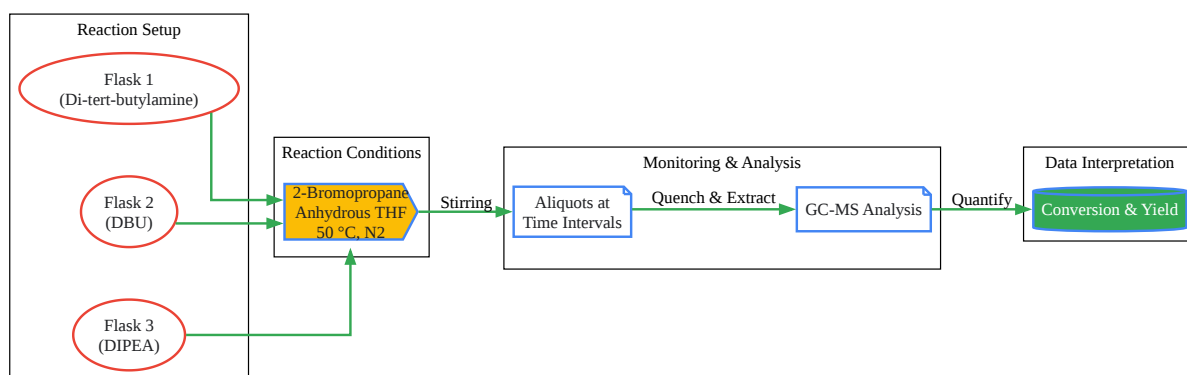 Reaction Setup
Flask 1
(Di-tert-butylamine)
Flask 2
(DBU)
Flask 3
(DIPEA)
Reaction Conditions
2-Bromopropane
Anhydrous THF
50 °C, N2
Stirring
Monitoring & Analysis
Aliquots at
Time Intervals
Quench & Extract
GC-MS Analysis
Quantify
Data Interpretation
Conversion & Yield